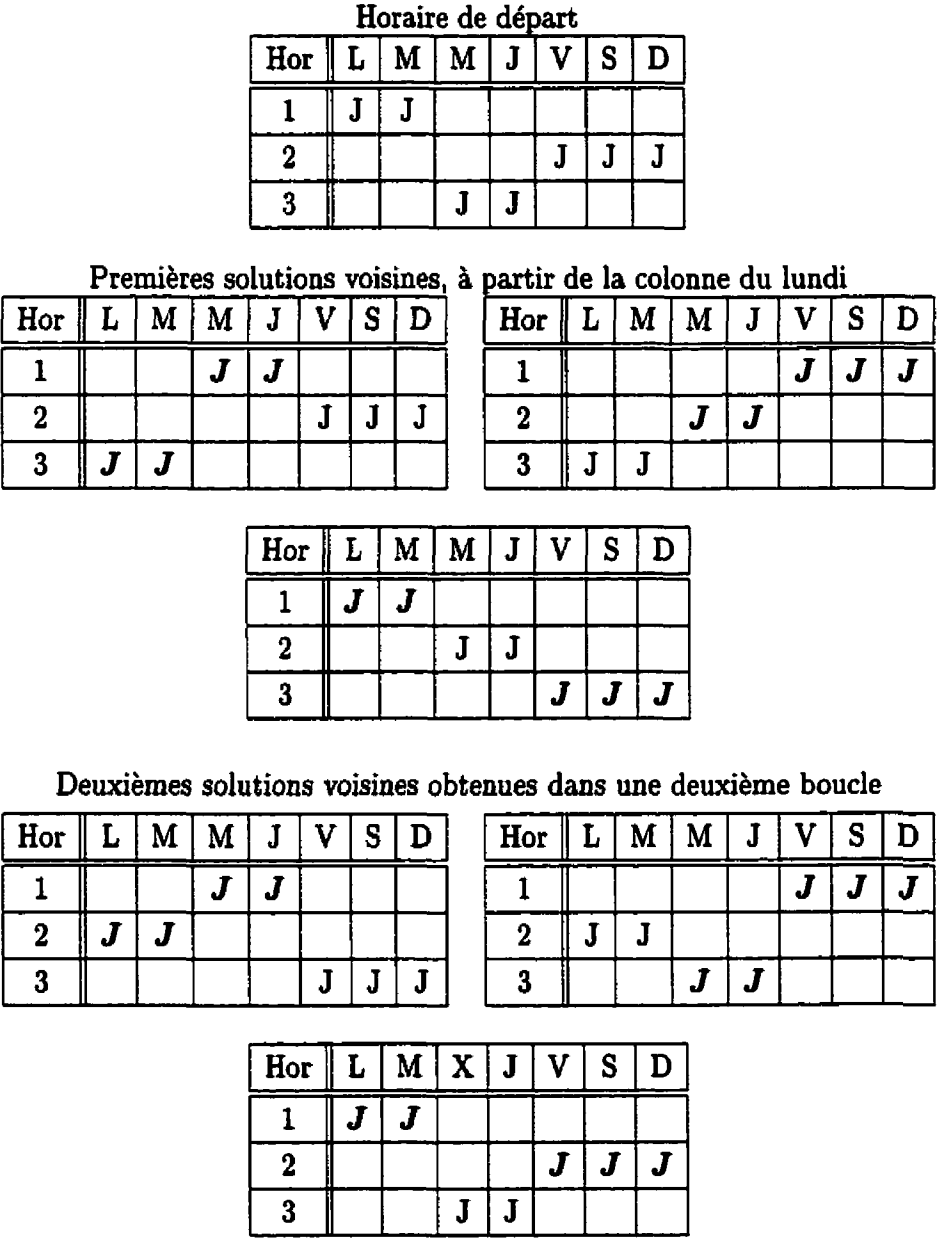 Horaire de départ
Hor L M M J V S D
1 J J
2 J J J
3 J J
Premières solutions voisines, à partir de la colonne du lundi
Hor L M M J V S D
1 J J
2 J J J
3 J J
Hor L M M J V S D
1 J J J
2 J J
3 J J
Hor L M M J V S D
1 J J
2 J J
3 J J J
Deuxièmes solutions voisines obtenues dans une deuxième boucle
Hor L M M J V S D
1 J J
2 J J
3 J J J
Hor L M M J V S D
1 J J J
2 J J
3 J J
Hor L M X J V S D
1 J J
2 J J J
3 J J